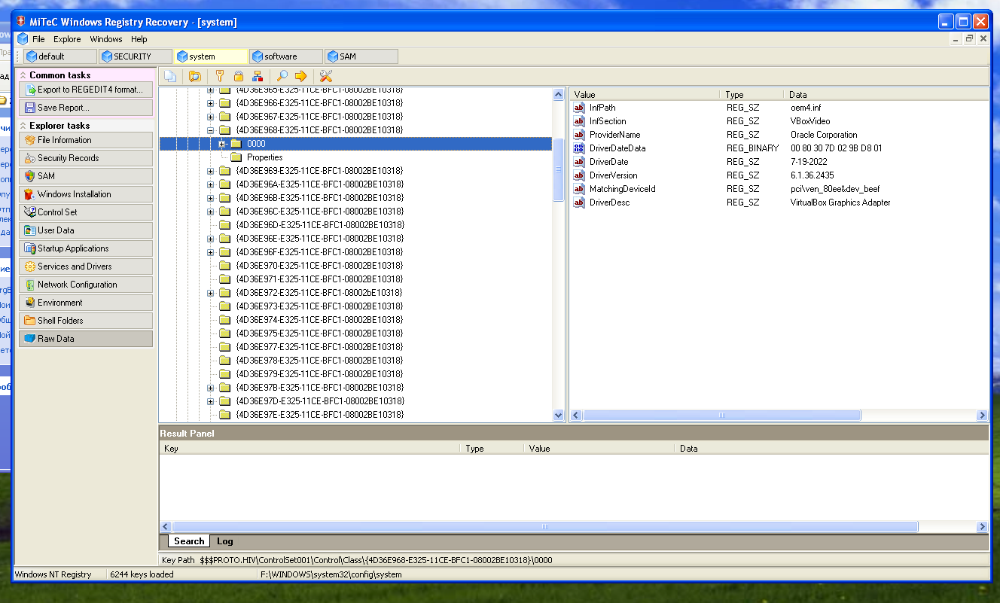 MiTeC Windows Registry Recovery - [system]
File Explore Windows Help
default SECURITY system software SAM
Common tasks
Export to REGEDIT4 format...
Save Report...
Explorer tasks
File Information
Security Records
SAM
Windows Installation
Control Set
User Data
Startup Applications
Services and Drivers
Network Configuration
Environment
Shell Folders
Raw Data
{4D36E965-E325-11CE-BFC1-08002BE10318}
{4D36E966-E325-11CE-BFC1-08002BE10318}
{4D36E967-E325-11CE-BFC1-08002BE10318}
{4D36E968-E325-11CE-BFC1-08002BE10318}
0000
Properties
{4D36E969-E325-11CE-BFC1-08002BE10318}
{4D36E96A-E325-11CE-BFC1-08002BE10318}
{4D36E96B-E325-11CE-BFC1-08002BE10318}
{4D36E96C-E325-11CE-BFC1-08002BE10318}
{4D36E96D-E325-11CE-BFC1-08002BE10318}
{4D36E96E-E325-11CE-BFC1-08002BE10318}
{4D36E96F-E325-11CE-BFC1-08002BE10318}
{4D36E970-E325-11CE-BFC1-08002BE10318}
{4D36E971-E325-11CE-BFC1-08002BE10318}
{4D36E972-E325-11CE-BFC1-08002bE10318}
{4D36E973-E325-11CE-BFC1-08002BE10318}
{4D36E974-E325-11CE-BFC1-08002BE10318}
{4D36E975-E325-11CE-BFC1-08002BE10318}
{4D36E977-E325-11CE-BFC1-08002BE10318}
{4D36E978-E325-11CE-BFC1-08002BE10318}
{4D36E979-E325-11CE-BFC1-08002BE10318}
{4D36E97B-E325-11CE-BFC1-08002BE10318}
{4D36E97D-E325-11CE-BFC1-08002BE10318}
{4D36E97E-E325-11CE-BFC1-08002BE10318}
Value Type Data
InfPath REG_SZ oem4.inf
InfSection REG_SZ VBoxVideo
ProviderName REG_SZ Oracle Corporation
DriverDateData REG_BINARY 00 80 30 7D 02 9B D8 01
DriverDate REG_SZ 7-19-2022
DriverVersion REG_SZ 6.1.36.2435
MatchingDeviceId REG_SZ pci\ven_80ee&dev_beef
DriverDesc REG_SZ VirtualBox Graphics Adapter
Result Panel
Key Type Value Data
Search Log
Key Path $$$PROTO.HIV\ControlSet001\Control\Class\{4D36E968-E325-11CE-BFC1-08002BE10318}\0000
Windows NT Registry 6244 keys loaded F:\WINDOWS\system32\config\system